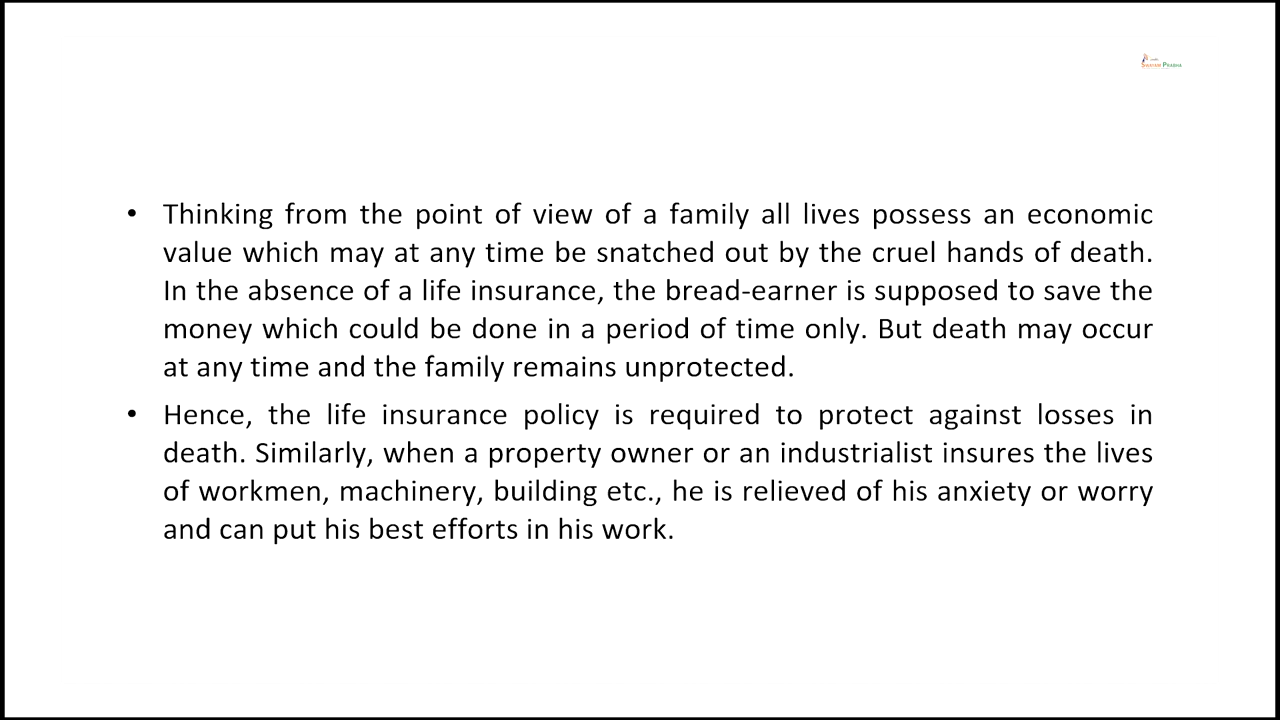 SWAYAM PRABHA
• Thinking from the point of view of a family all lives possess an economic
value which may at any time be snatched out by the cruel hands of death.
In the absence of a life insurance, the bread-earner is supposed to save the
money which could be done in a period of time only. But death may occur
at any time and the family remains unprotected.
• Hence, the life insurance policy is required to protect against losses in
death. Similarly, when a property owner or an industrialist insures the lives
of workmen, machinery, building etc., he is relieved of his anxiety or worry
and can put his best efforts in his work.